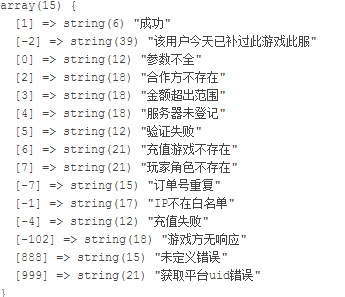 array(15) {
[1] => string(6) "成功"
[-2] => string(39) "该用户今天已补过此游戏此服"
[0] => string(12) "参数不全"
[2] => string(18) "合作方不存在"
[3] => string(18) "金额超出范围"
[4] => string(18) "服务器未登记"
[5] => string(12) "验证失败"
[6] => string(21) "充值游戏不存在"
[7] => string(21) "玩家角色不存在"
[-7] => string(15) "订单号重复"
[-1] => string(17) "IP不在白名单"
[-4] => string(12) "充值失败"
[-102] => string(18) "游戏方无响应"
[888] => string(15) "未定义错误"
[999] => string(21) "获取平台uid错误"
}